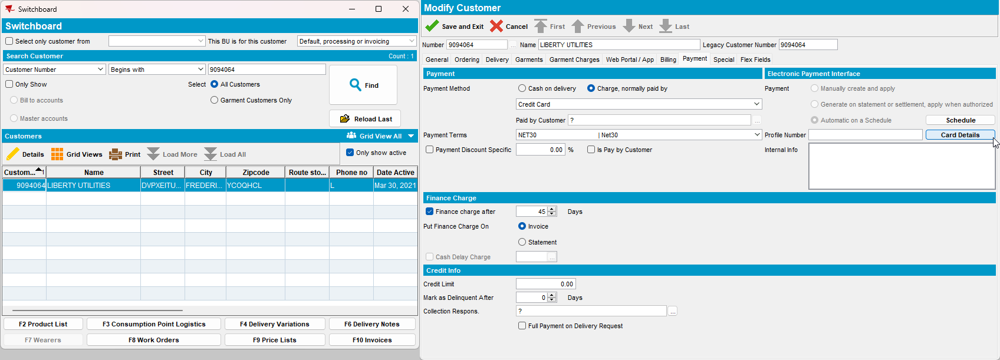 Switchboard
Switchboard
Select only customer from
This BU is for this customer
Default, processing or invoicing
Search Customer
Count : 1
Customer Number
Begins with
9094064
Only Show
Select
All Customers
Find
Bill to accounts
Garment Customers Only
Master accounts
Reload Last
Customers
Grid View All
Details
Grid Views
Print
Load More
Load All
Only show active
Custom... 1
Name
Street
City
Zipcode
Route sto...
Phone no
Date Active
9094064
LIBERTY UTILITIES
DVPXEITU...
FREDERI...
YCOQHCL
L
Mar 30, 2021
F2 Product List
F3 Consumption Point Logistics
F4 Delivery Variations
F6 Delivery Notes
F7 Wearers
F8 Work Orders
F9 Price Lists
F10 Invoices
Modify Customer
Save and Exit
Cancel
First
Previous
Next
Last
Number
9094064
...
Name
LIBERTY UTILITIES
Legacy Customer Number
9094064
General
Ordering
Delivery
Garments
Garment Charges
Web Portal / App
Billing
Payment
Special
Flex Fields
Payment
Payment Method
Cash on delivery
Charge, normally paid by
Credit Card
Paid by Customer
?
...
Payment Terms
NET30 | Net30
Payment Discount Specific
0.00
%
Is Pay by Customer
Electronic Payment Interface
Payment
Manually create and apply
Generate on statement or settlement, apply when authorized
Automatic on a Schedule
Schedule
Profile Number
Card Details
Internal Info
Finance Charge
Finance charge after
45
Days
Put Finance Charge On
Invoice
Statement
Cash Delay Charge
...
Credit Info
Credit Limit
0.00
Mark as Delinquent After
0
Days
Collection Respons.
?
...
Full Payment on Delivery Request